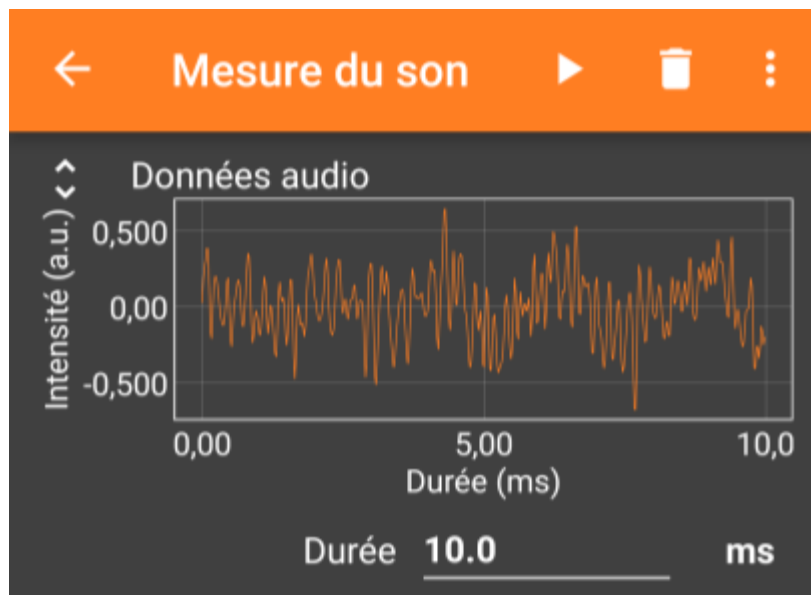 Mesure du son
Données audio
Intensité (a.u.)
0,500
0,00
-0,500
0,00 5,00 10,0
Durée (ms)
Durée 10.0 ms